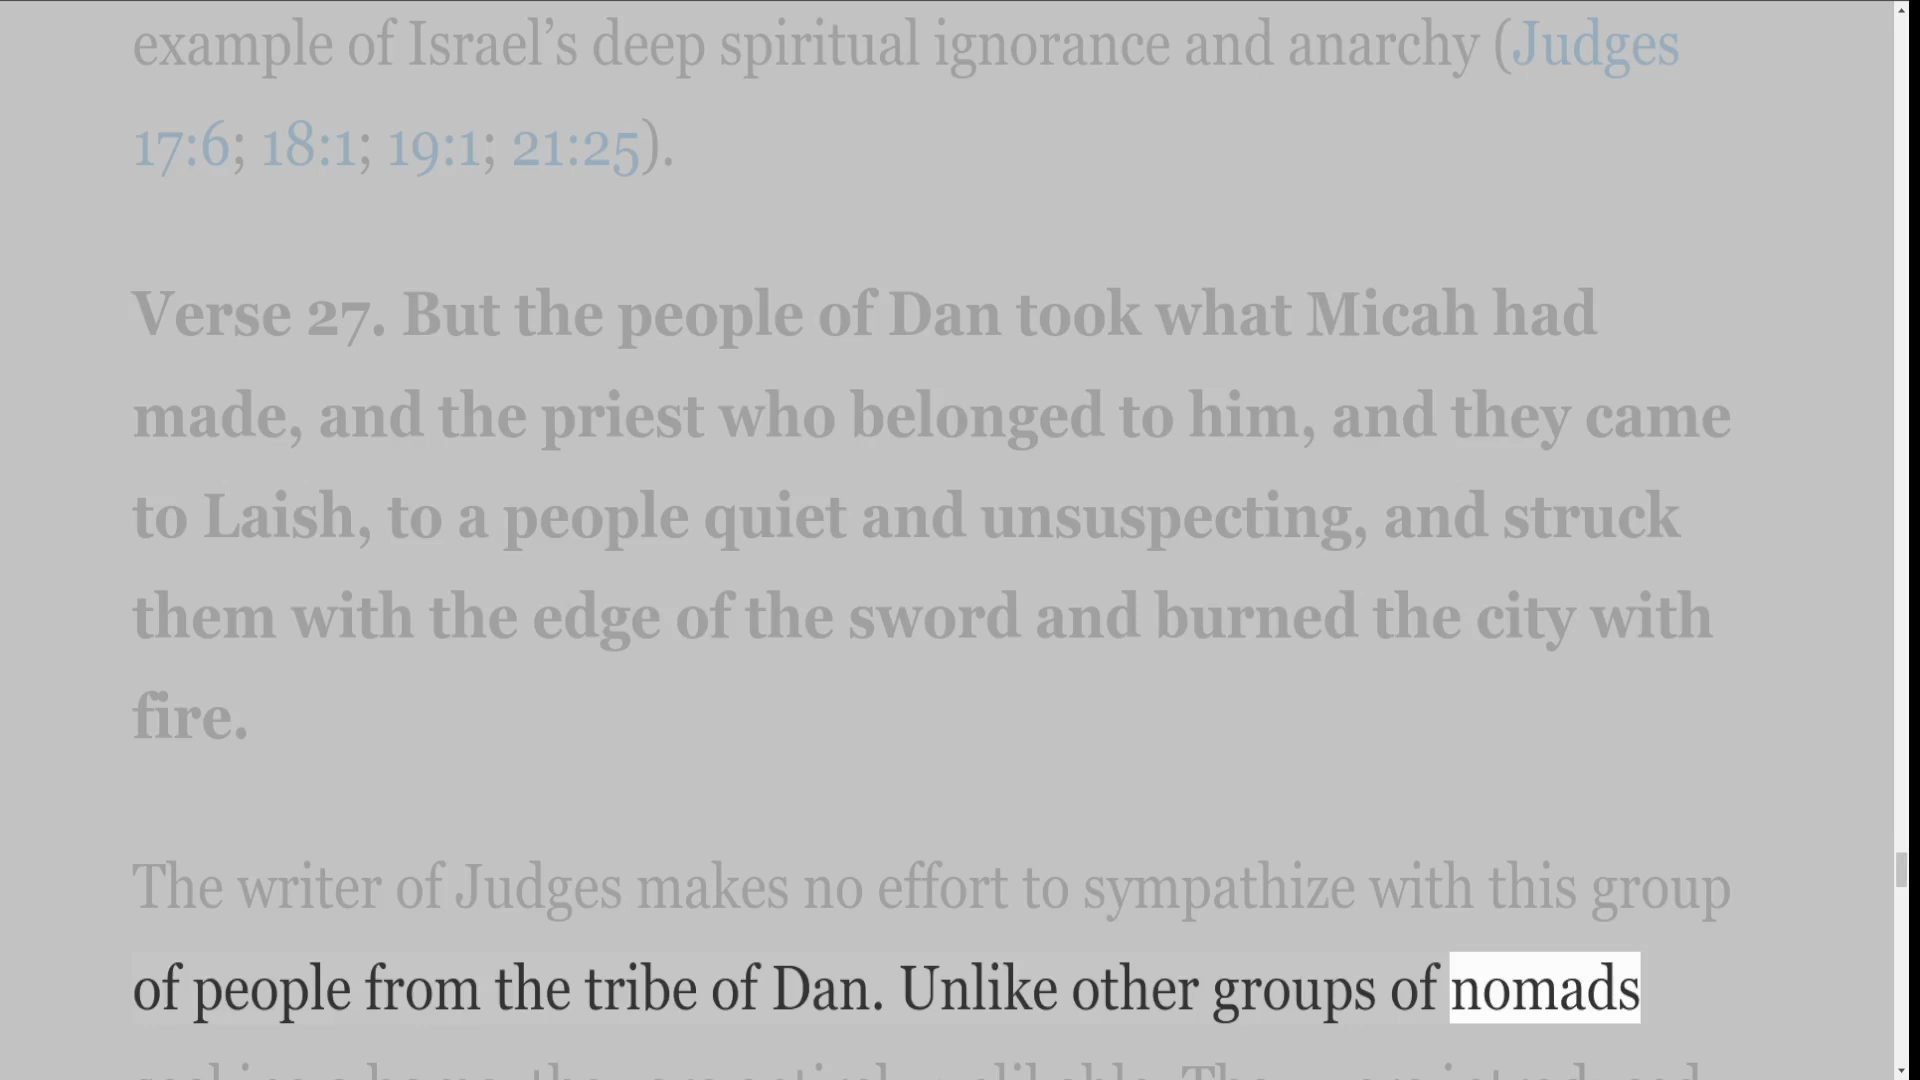 example of Israel’s deep spiritual ignorance and anarchy (Judges
17:6; 18:1; 19:1; 21:25).
Verse 27. But the people of Dan took what Micah had
made, and the priest who belonged to him, and they came
to Laish, to a people quiet and unsuspecting, and struck
them with the edge of the sword and burned the city with
fire.
The writer of Judges makes no effort to sympathize with this group
of people from the tribe of Dan. Unlike other groups of nomads